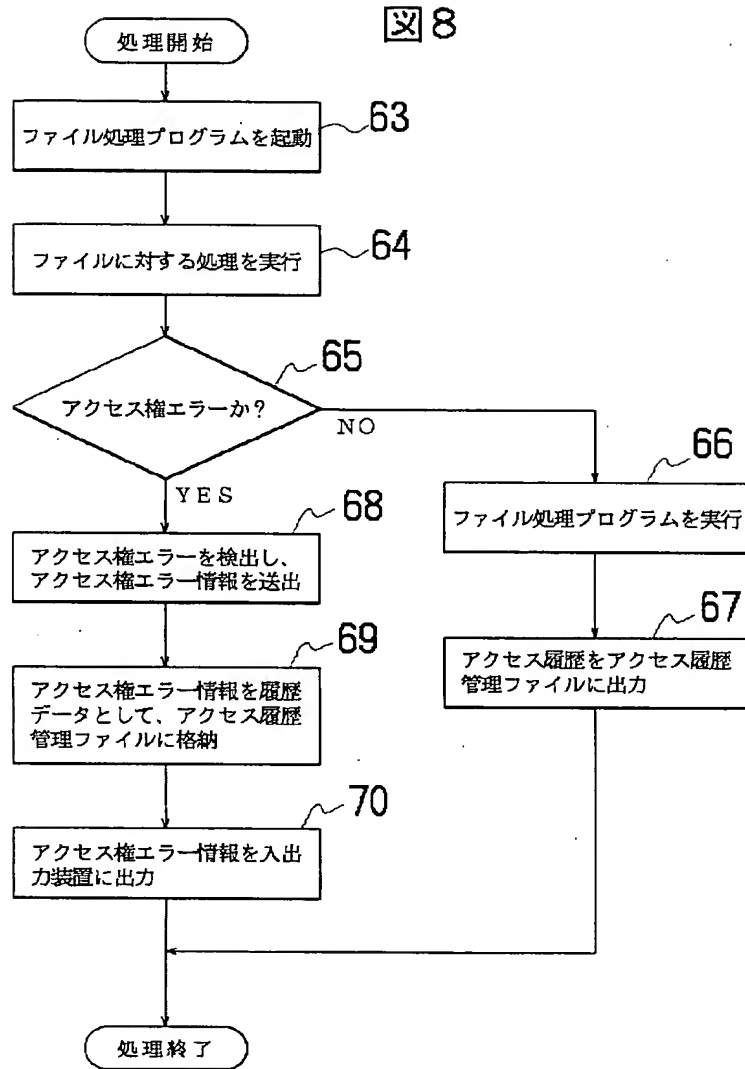 図8
処理開始
ファイル処理プログラムを起動
63
ファイルに対する処理を実行
64
アクセス権エラーか?
65
NO
YES
ファイル処理プログラムを実行
66
アクセス履歴をアクセス履歴
管理ファイルに出力
67
アクセス権エラーを検出し、
アクセス権エラー情報を送出
68
アクセス権エラー情報を履歴
データとして、アクセス履歴
管理ファイルに格納
69
アクセス権エラー情報を入出
力装置に出力
70
処理終了